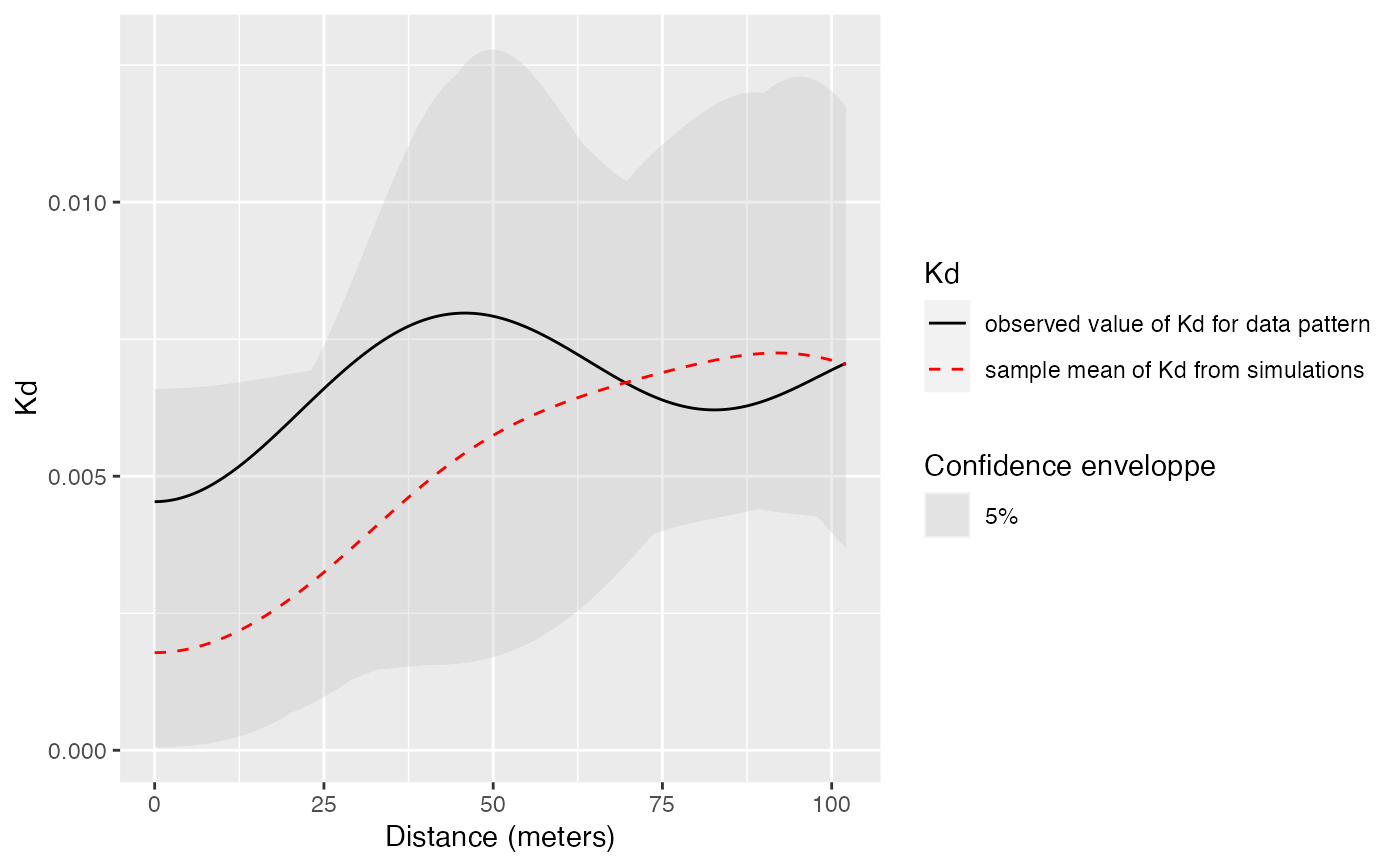 0.010
0.005
0.000
Kd
0 25 50 75 100
Distance (meters)
Kd
observed value of Kd for data pattern
sample mean of Kd from simulations
Confidence enveloppe
5%